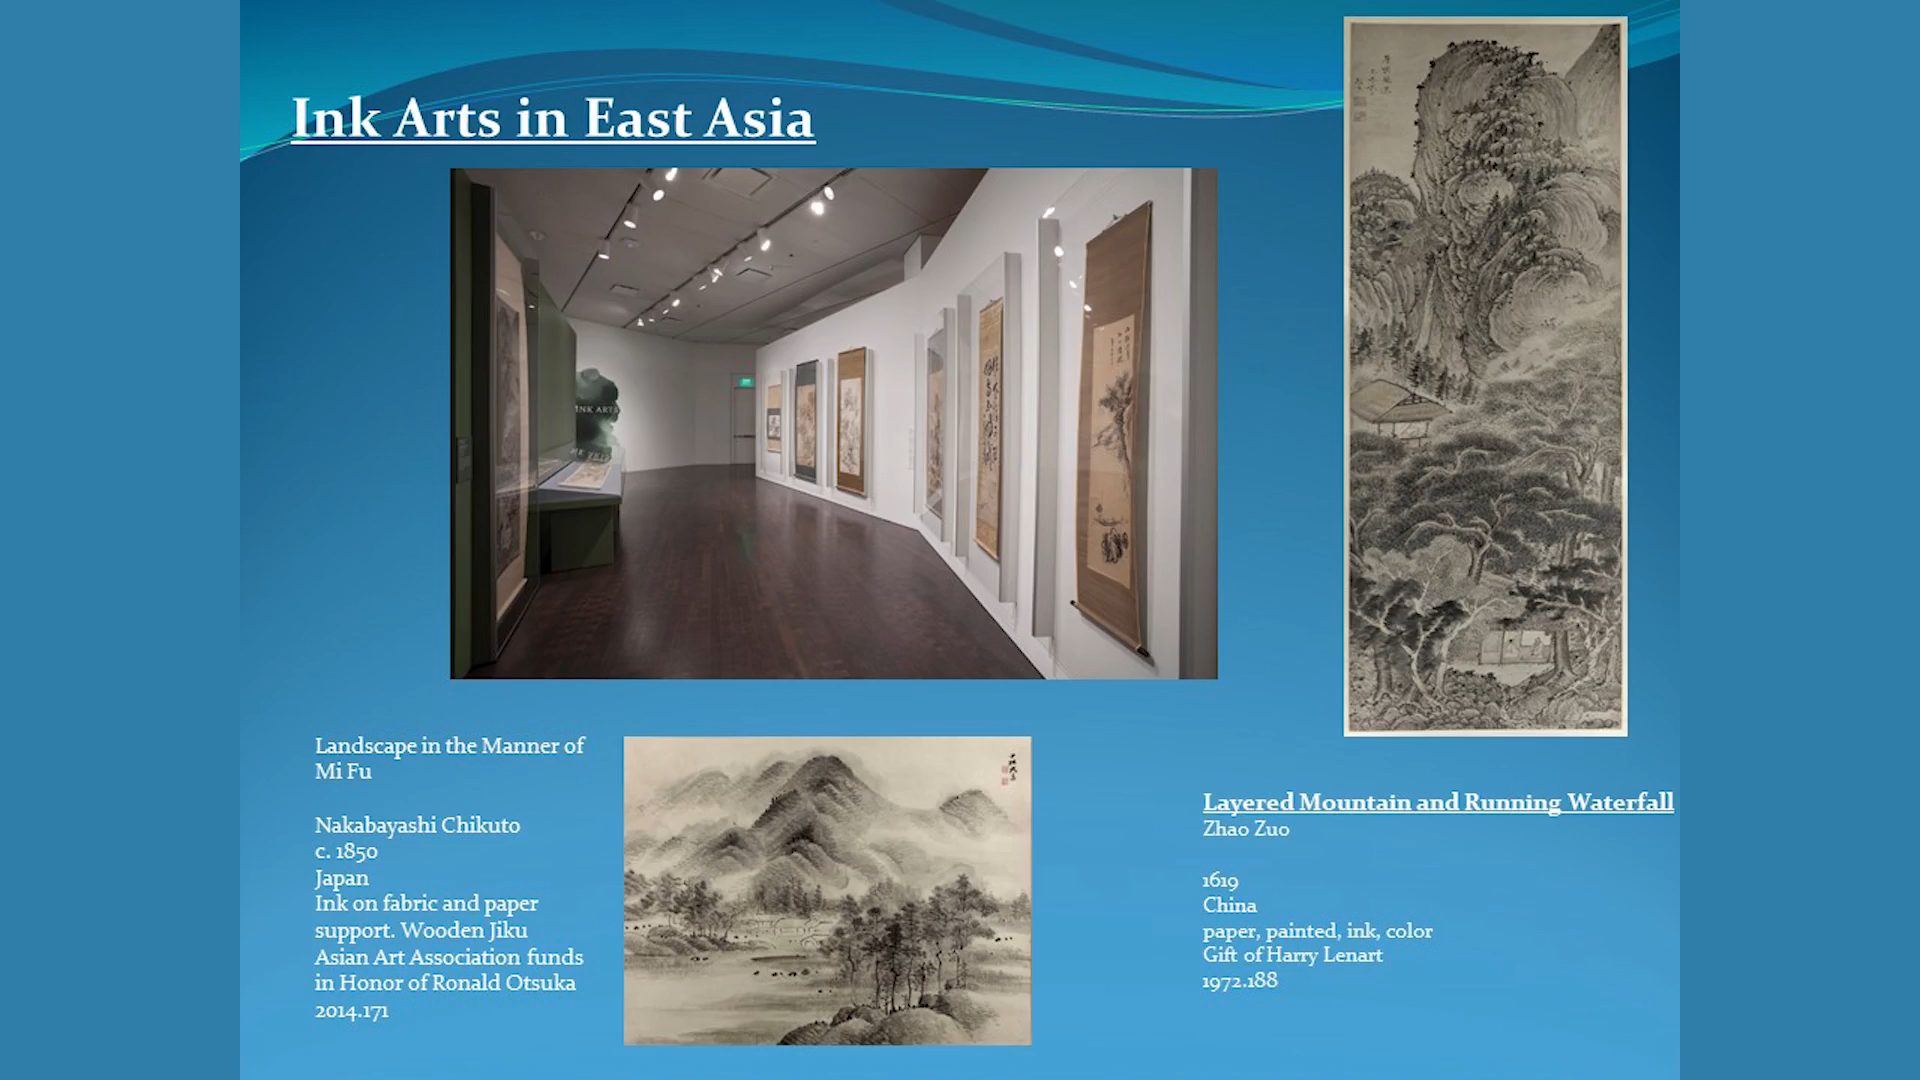 Ink Arts in East Asia
INK ARTS
Landscape in the Manner of
Mi Fu
Nakabayashi Chikuto
c. 1850
Japan
Ink on fabric and paper
support. Wooden Jiku
Asian Art Association funds
in Honor of Ronald Otsuka
2014.171
Layered Mountain and Running Waterfall
Zhao Zuo
1619
China
paper, painted, ink, color
Gift of Harry Lenart
1972.188